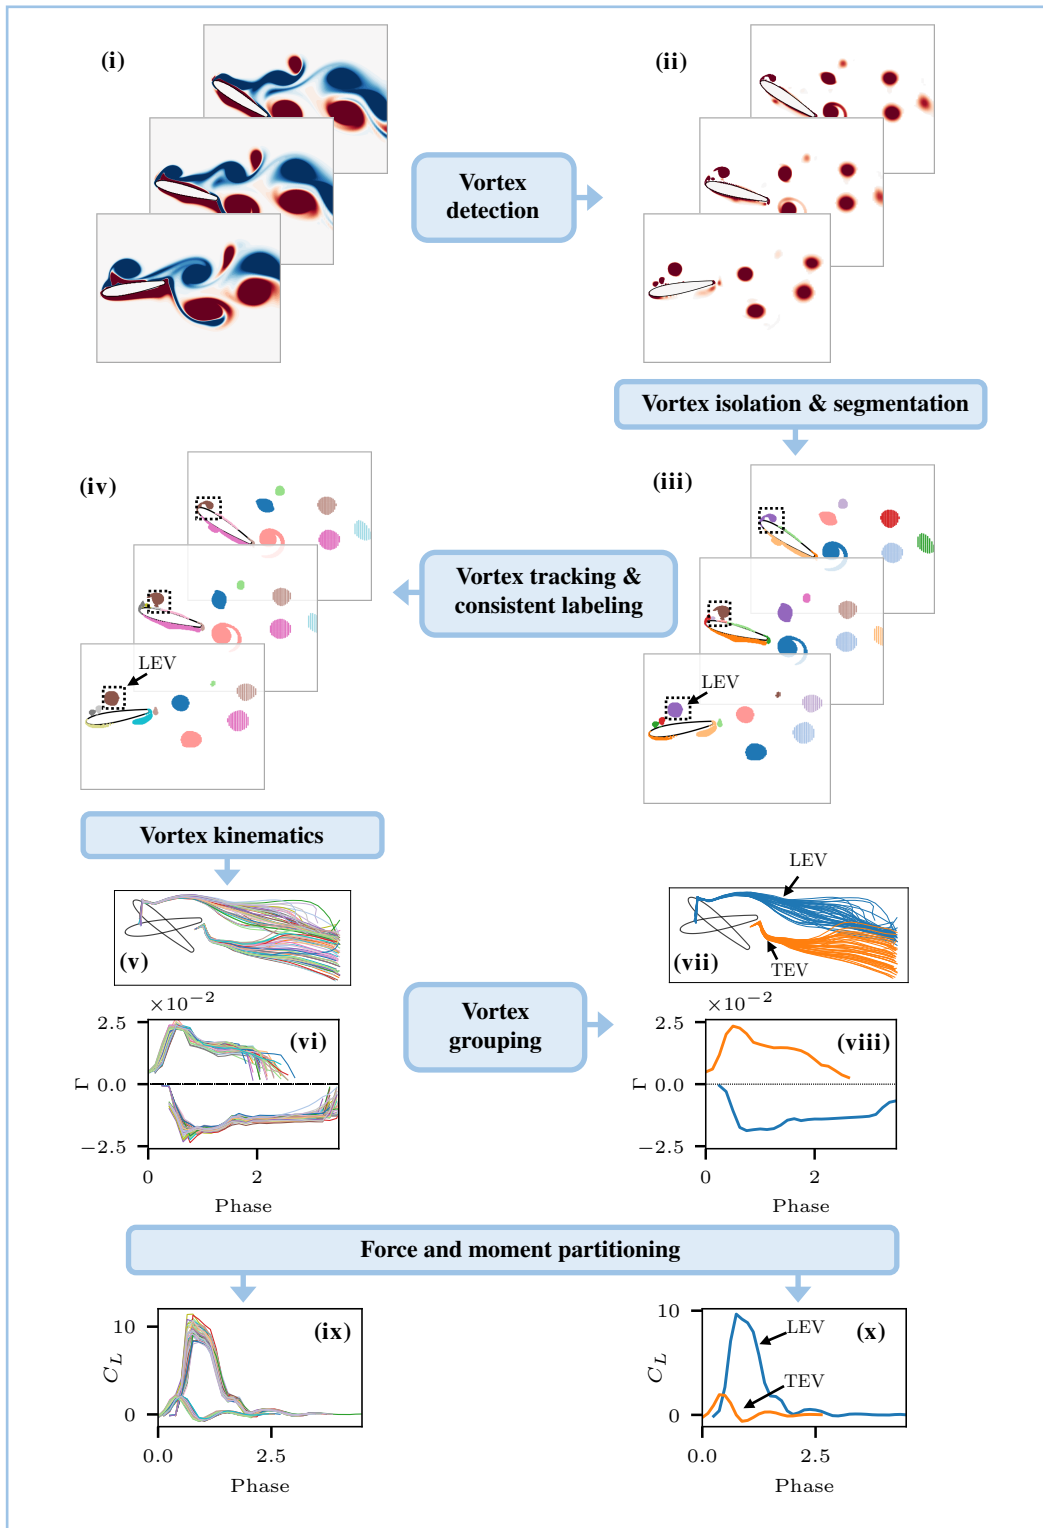 (i)
(ii)
Vortex
detection
Vortex isolation & segmentation
(iv)
(iii)
Vortex tracking &
consistent labeling
LEV
LEV
Vortex kinematics
LEV
(v)
(vii)
TEV
×10−2
×10−2
2.5
(vi)
Vortex
grouping
2.5
(viii)
Γ
0.0
Γ
0.0
−2.5
−2.5
0
2
0
2
Phase
Phase
Force and moment partitioning
10
(ix)
10
LEV
(x)
CL
CL
TEV
0
0
0.0
2.5
0.0
2.5
Phase
Phase